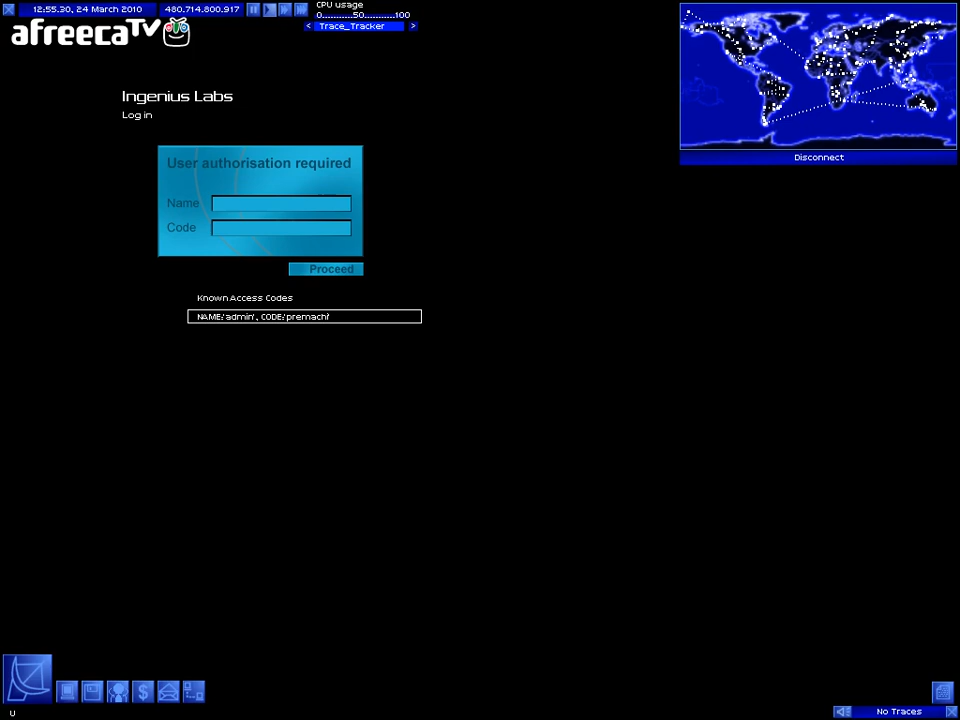 12:55.30, 24 March 2010
480.714.800.917
CPU usage
0..........50..........100
< Trace_Tracker >
afreecaTV
Ingenius Labs
Log in
User authorisation required
Name
Code
Proceed
Known Access Codes
NAME:'admin', CODE:'premachi'
Disconnect
$
U
No Traces